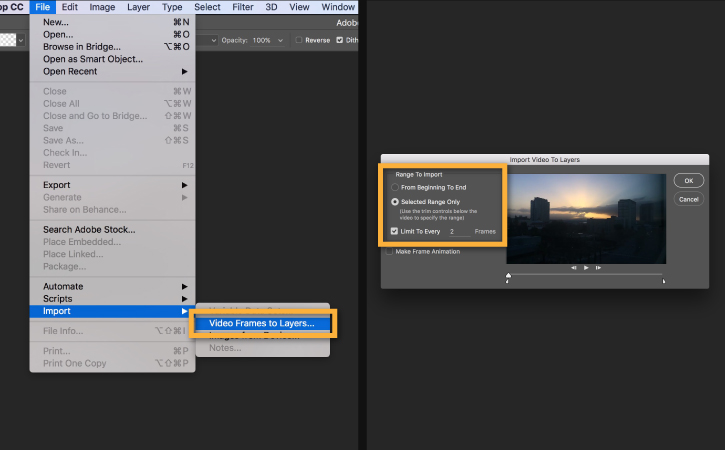 op CC File Edit Image Layer Type Select Filter 3D View Window
Adob
Opacity: 100% Reverse Dith
New... ⌘N
Open... ⌘O
Browse in Bridge... ⌥⌘O
Open as Smart Object...
Open Recent
Close ⌘W
Close All ⌥⌘W
Close and Go to Bridge... ⇧⌘W
Save ⌘S
Save As... ⇧⌘S
Check In...
Revert F12
Export
Generate
Share on Behance...
Search Adobe Stock...
Place Embedded...
Place Linked...
Package...
Automate
Scripts
Import
Video Frames to Layers...
Notes...
File Info... ⌥⇧⌘I
Print... ⌘P
Print One Copy ⌥⇧⌘P
Import Video To Layers
Range To Import
From Beginning To End
Selected Range Only
(Use the trim controls below the
video to specify the range)
Limit To Every 2 Frames
Make Frame Animation
OK
Cancel